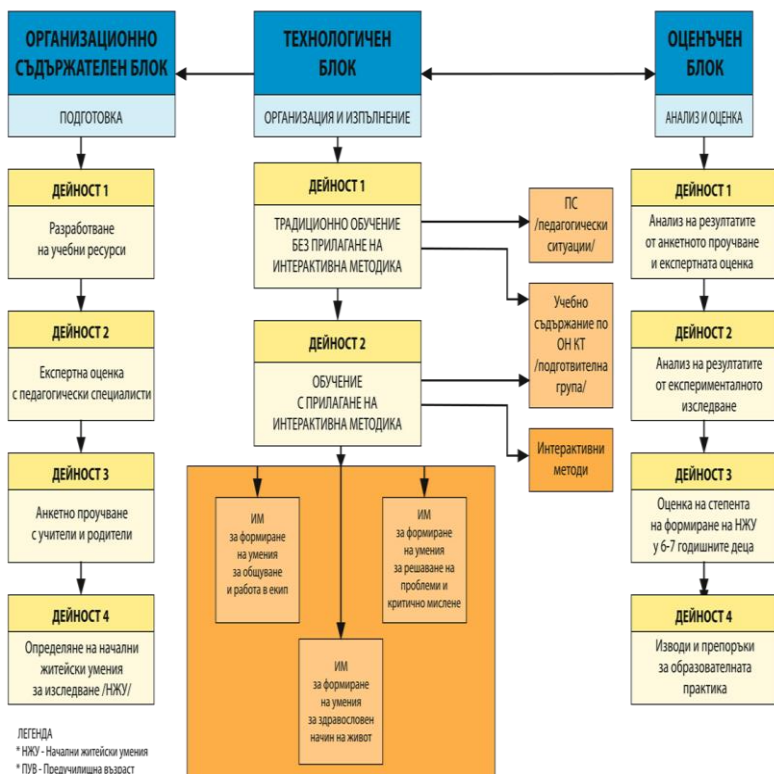 ОРГАНИЗАЦИОННО
СЪДЪРЖАТЕЛЕН БЛОК
ПОДГОТОВКА
ДЕЙНОСТ 1
Разработване
на учебни ресурси
ДЕЙНОСТ 2
Експертна оценка
с педагогически специалисти
ДЕЙНОСТ 3
Анкетно проучване
с учители и родители
ДЕЙНОСТ 4
Определяне на начални
житейски умения
за изследване /НЖУ/
ЛЕГЕНДА
* НЖУ - Начални житейски умения
* ПУВ - Предучилищна възраст
ТЕХНОЛОГИЧЕН
БЛОК
ОРГАНИЗАЦИЯ И ИЗПЪЛНЕНИЕ
ДЕЙНОСТ 1
ТРАДИЦИОННО ОБУЧЕНИЕ
БЕЗ ПРИЛАГАНЕ НА
ИНТЕРАКТИВНА МЕТОДИКА
ДЕЙНОСТ 2
ОБУЧЕНИЕ
С ПРИЛАГАНЕ НА
ИНТЕРАКТИВНА МЕТОДИКА
ПС
/педагогически
ситуации/
Учебно
съдържание по
ОН КТ
/подготвителна
група/
Интерактивни
методи
ИМ
за формиране
на умения
за общуване
и работа в екип
ИМ
за формиране
на умения
за решаване на
проблеми и
критично мислене
ИМ
за формиране
на умения
за здравословен
начин на живот
ОЦЕНЪЧЕН
БЛОК
АНАЛИЗ И ОЦЕНКА
ДЕЙНОСТ 1
Анализ на резултатите
от анкетното проучване
и експертната оценка
ДЕЙНОСТ 2
Анализ на резултатите
от експерименталното
изследване
ДЕЙНОСТ 3
Оценка на степента
на формиране на НЖУ
у 6-7 годишните деца
ДЕЙНОСТ 4
Изводи и препоръки
за образователната
практика